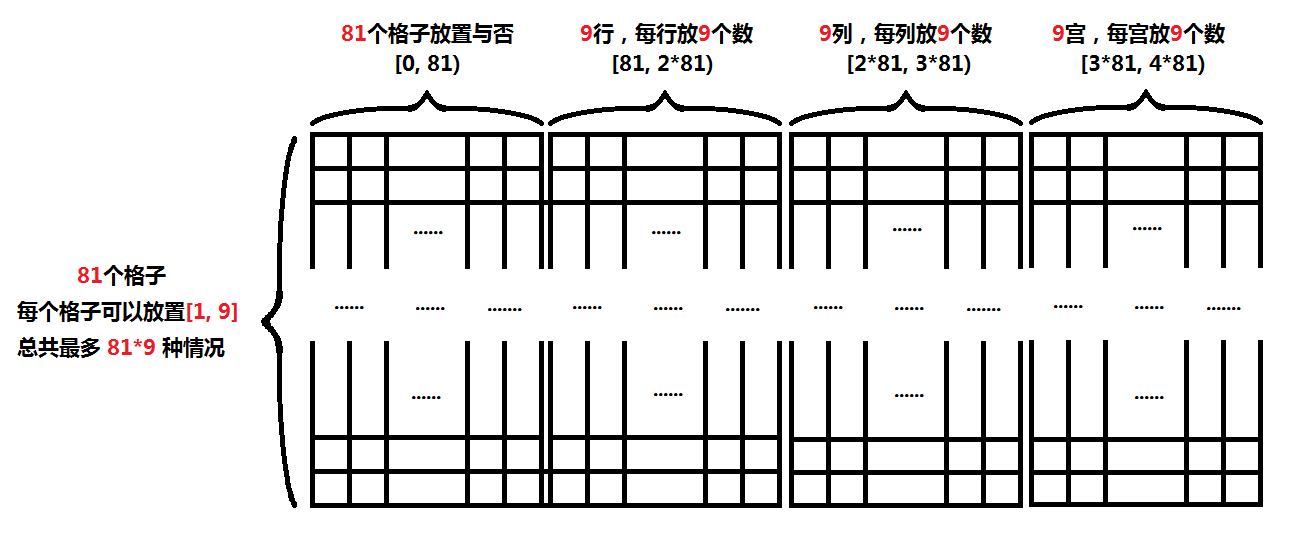 81个格子放置与否
[0, 81)
9行，每行放9个数
[81, 2*81)
9列，每列放9个数
[2*81, 3*81)
9宫，每宫放9个数
[3*81, 4*81)
81个格子
每个格子可以放置[1, 9]
总共最多 81*9 种情况
...... ...... ...... ......
...... ...... ....... ...... ...... ....... ...... ...... ....... ...... ...... .......
...... ...... ...... ......